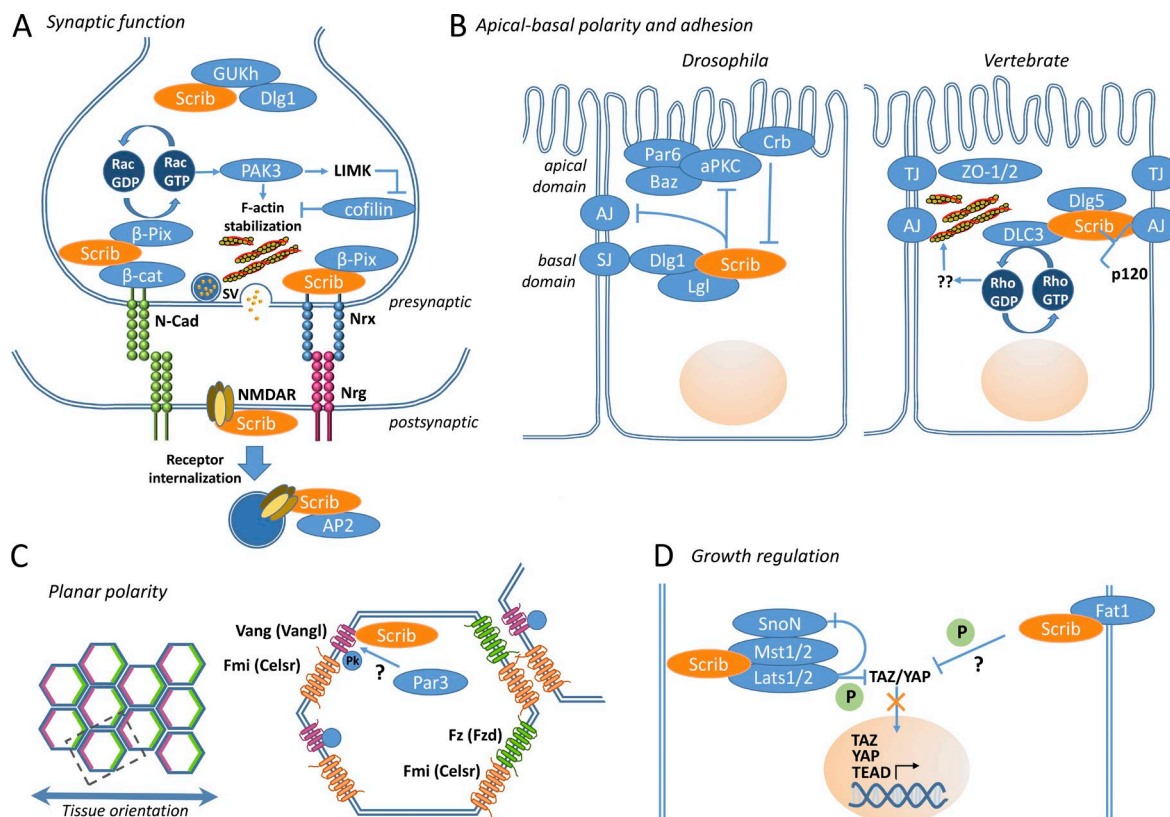 A Synaptic function
GUKh
Scrib
Dlg1
Rac
GDP
Rac
GTP
PAK3
LIMK
cofilin
F-actin
stabilization
β-Pix
Scrib
β-cat
SV
β-Pix
Scrib
presynaptic
N-Cad
Nrx
NMDAR
Nrg
Scrib
postsynaptic
Receptor
internalization
Scrib
AP2
B Apical-basal polarity and adhesion
Drosophila
Par6
aPKC
Baz
Crb
apical
domain
AJ
SJ
basal
domain
Dlg1
Scrib
Lgl
Vertebrate
TJ
ZO-1/2
TJ
Dlg5
AJ
Scrib
AJ
DLC3
p120
??
Rho
GDP
Rho
GTP
C
Planar polarity
Tissue orientation
Vang (Vangl)
Scrib
Fmi (Celsr)
Pk
?
Par3
Fz (Fzd)
Fmi (Celsr)
D Growth regulation
SnoN
Mst1/2
Scrib
Lats1/2
P
TAZ/YAP
P
?
Fat1
Scrib
TAZ
YAP
TEAD